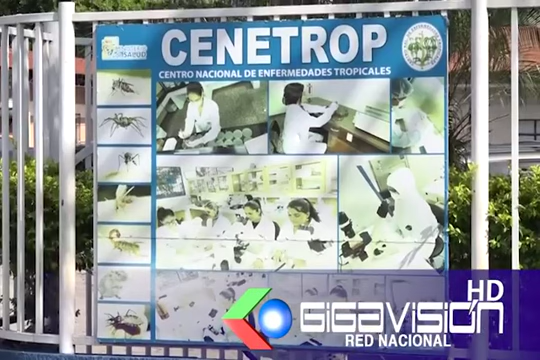 CENETROP
CENTRO NACIONAL DE ENFERMEDADES TROPICALES
GIGAVISIÓN HD
RED NACIONAL